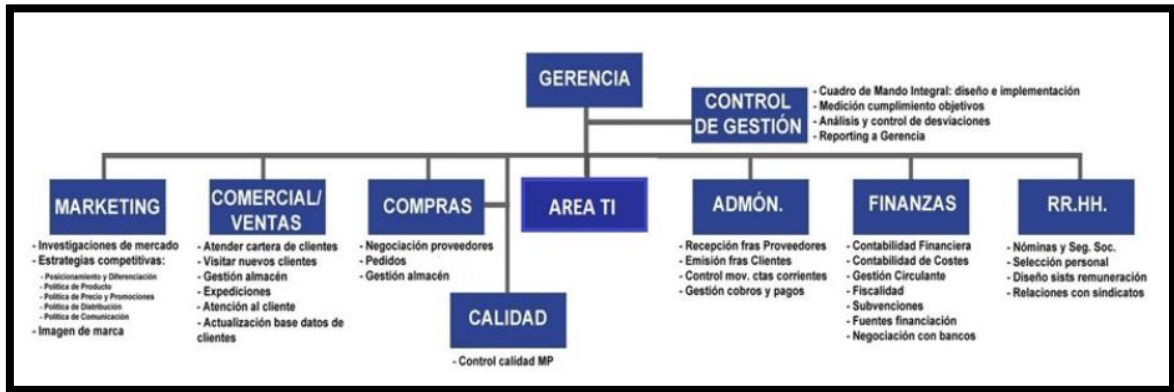 GERENCIA
CONTROL
DE GESTIÓN
- Cuadro de Mando Integral: diseño e implementación
- Medición cumplimiento objetivos
- Análisis y control de desviaciones
- Reporting a Gerencia
MARKETING
- Investigaciones de mercado
- Estrategias competitivas:
- Posicionamiento y Diferenciación
- Política de Producto
- Política de Precio y Promociones
- Política de Distribución
- Política de Comunicación
- Imagen de marca
COMERCIAL/
VENTAS
- Atender cartera de clientes
- Visitar nuevos clientes
- Gestión almacén
- Expediciones
- Atención al cliente
- Actualización base datos de
clientes
COMPRAS
- Negociación proveedores
- Pedidos
- Gestión almacén
CALIDAD
- Control calidad MP
AREA TI
ADMÓN.
- Recepción fras Proveedores
- Emisión fras Clientes
- Control mov. ctas corrientes
- Gestión cobros y pagos
FINANZAS
- Contabilidad Financiera
- Contabilidad de Costes
- Gestión Circulante
- Fiscalidad
- Subvenciones
- Fuentes financiación
- Negociación con bancos
RR.HH.
- Nóminas y Seg. Soc.
- Selección personal
- Diseño sists remuneración
- Relaciones con sindicatos